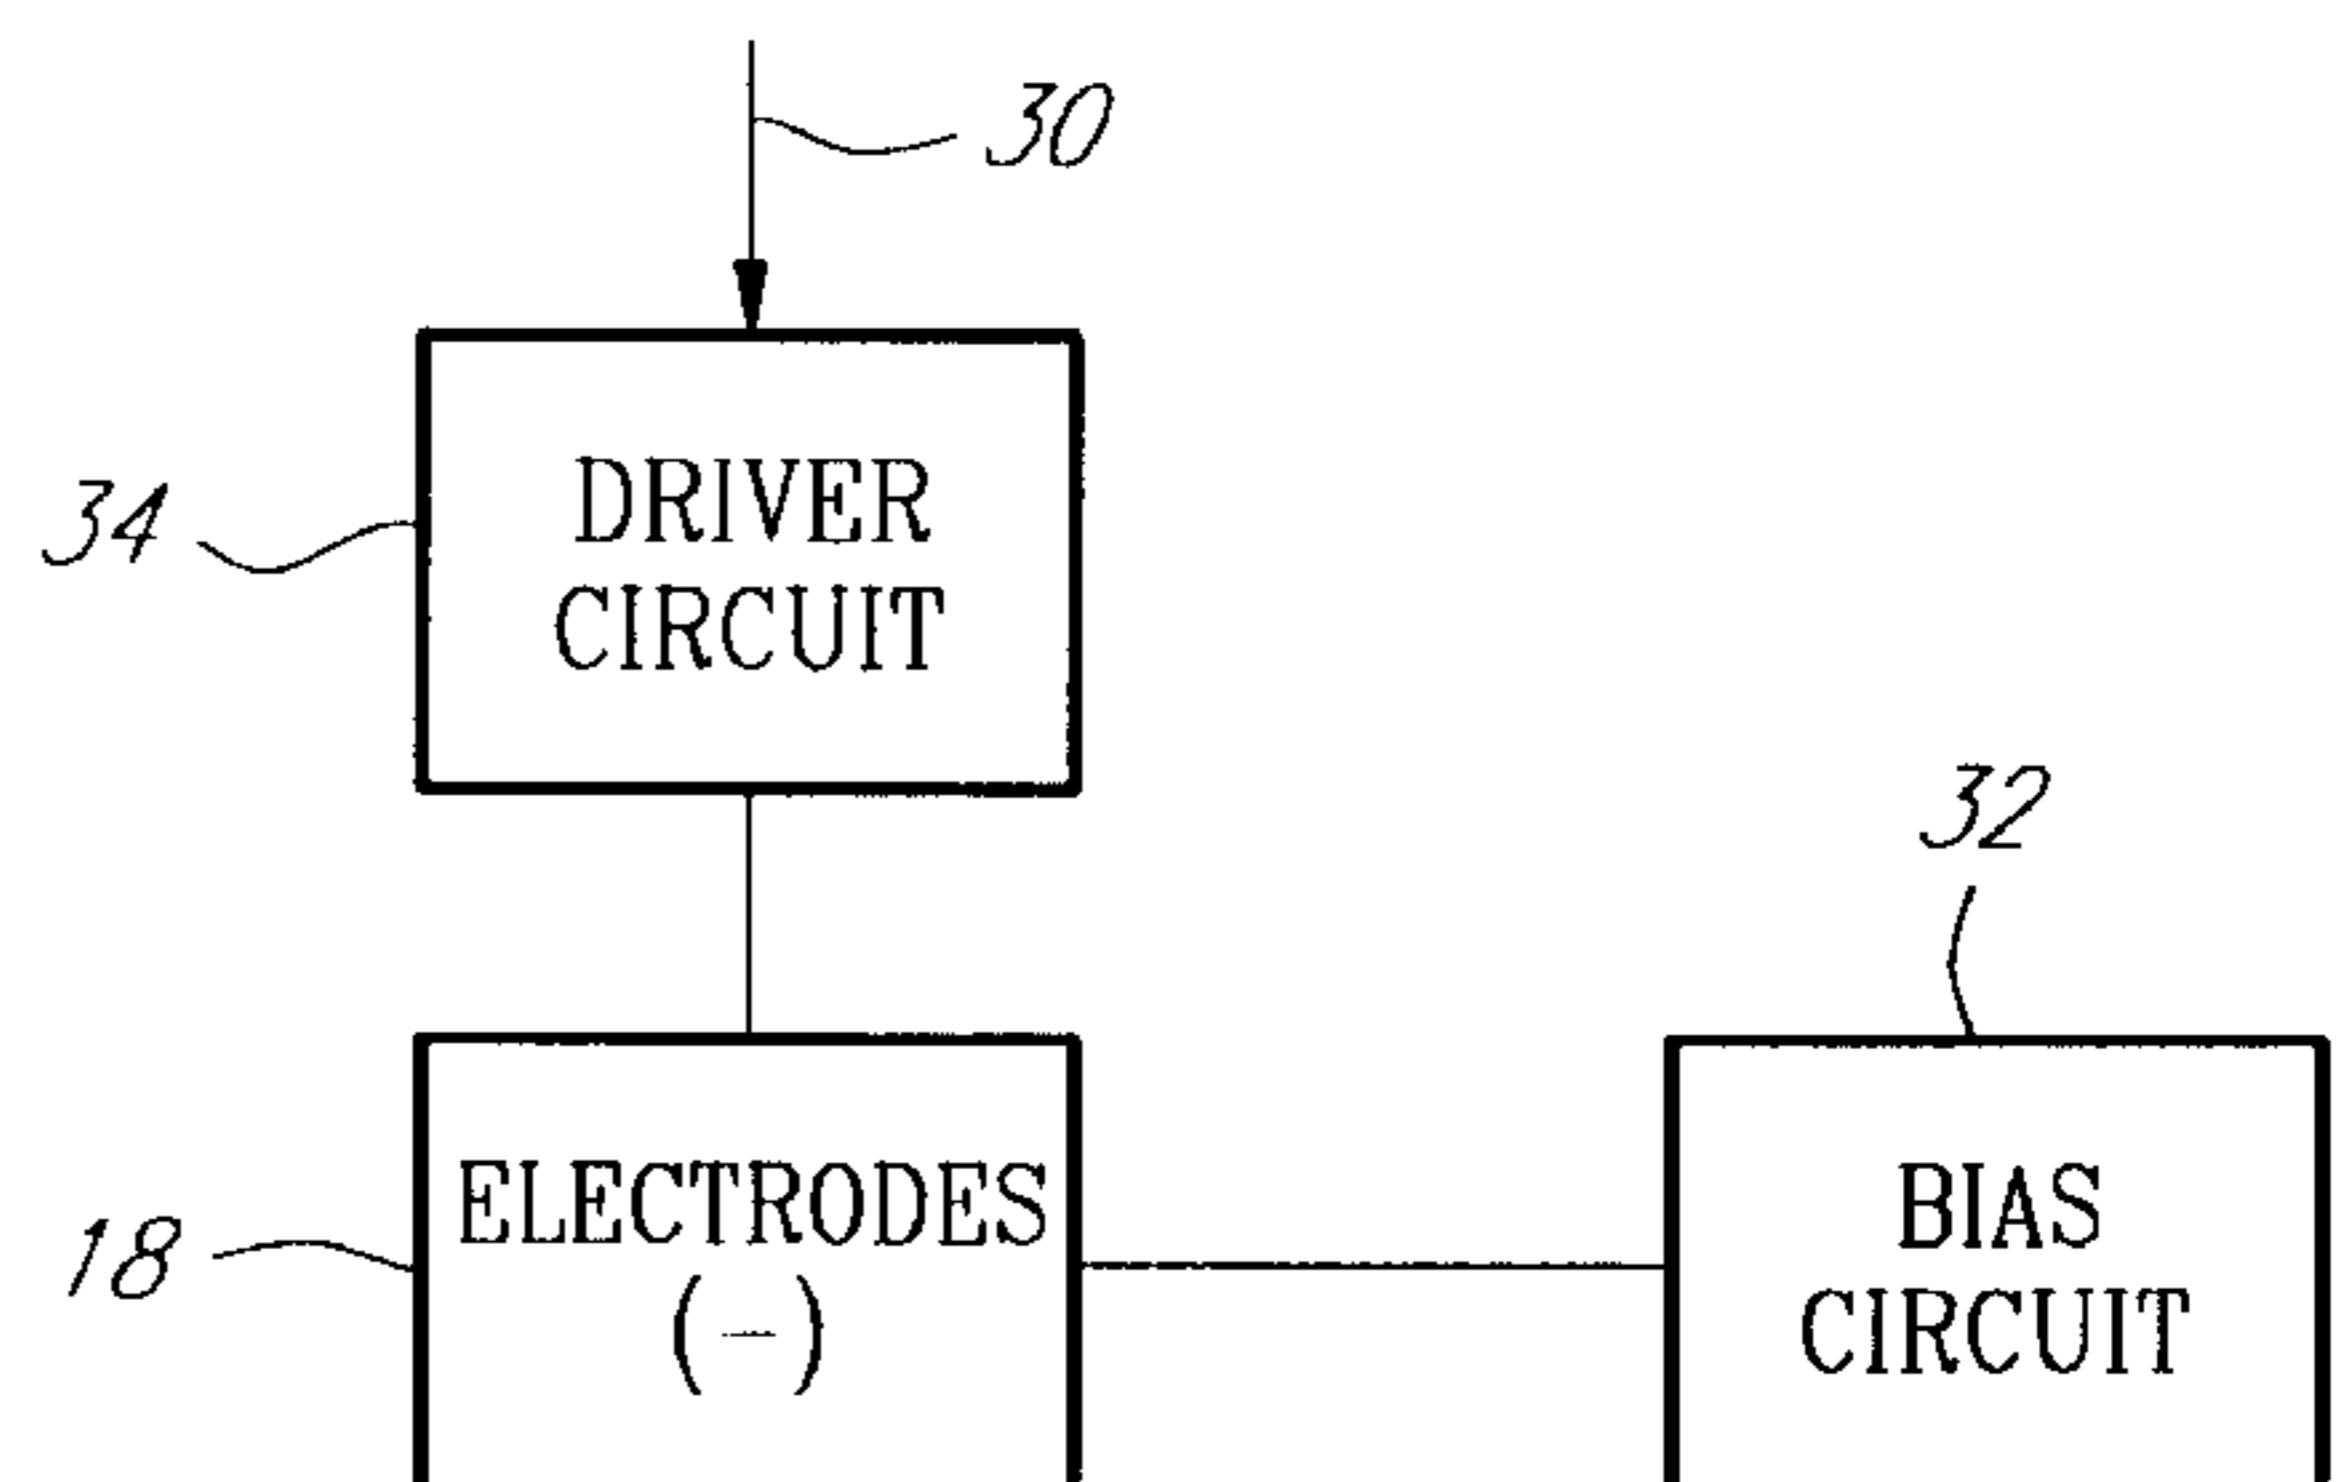 30
34
DRIVER
CIRCUIT
32
18
ELECTRODES
(-)
BIAS
CIRCUIT